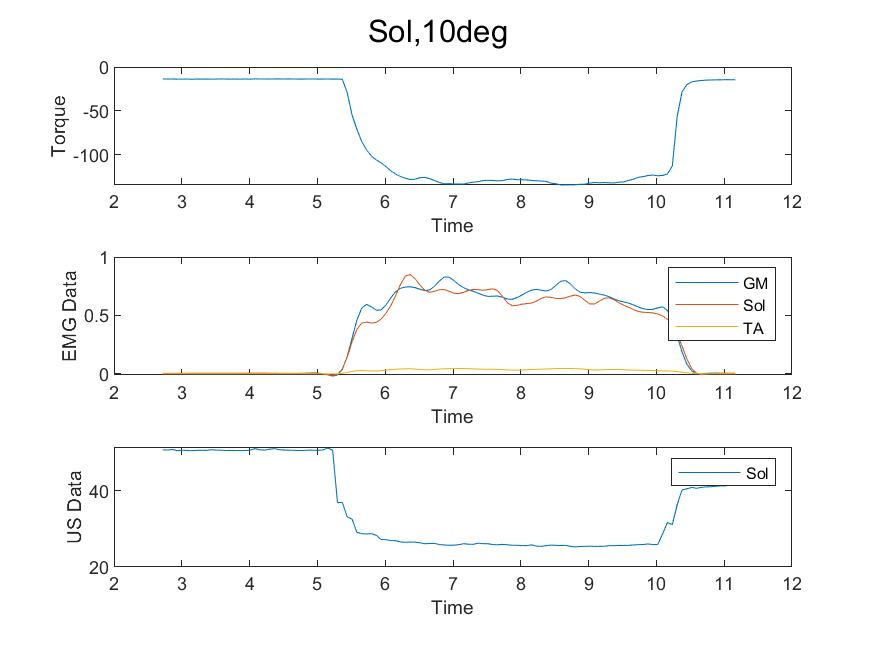 Sol,10deg
0
-50
-100
Torque
2 3 4 5 6 7 8 9 10 11 12
Time
1
0.5
0
EMG Data
GM
Sol
TA
2 3 4 5 6 7 8 9 10 11 12
Time
40
20
US Data
Sol
2 3 4 5 6 7 8 9 10 11 12
Time